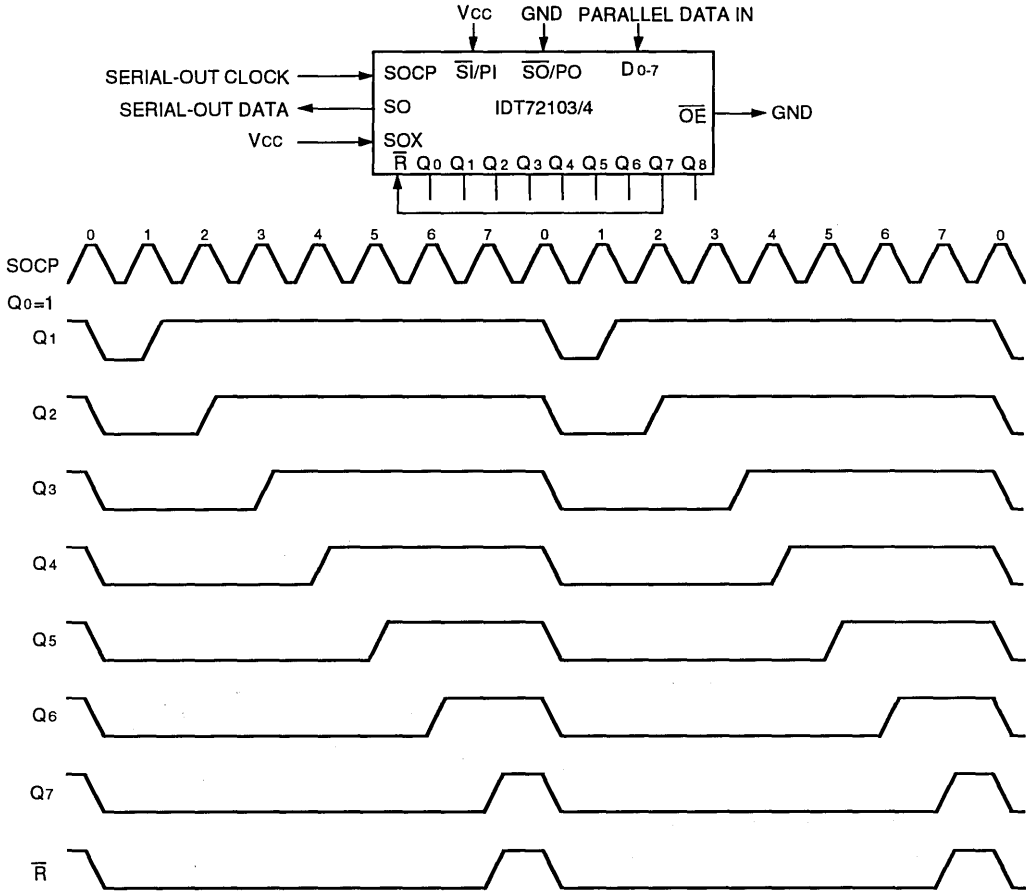 Vcc GND PARALLEL DATA IN
SERIAL-OUT CLOCK SOCP S̅I̅/PI S̅O̅/PO D0-7
SERIAL-OUT DATA SO IDT72103/4 O̅E̅ GND
Vcc SOX
R̅ Q0 Q1 Q2 Q3 Q4 Q5 Q6 Q7 Q8
0 1 2 3 4 5 6 7 0 1 2 3 4 5 6 7 0
SOCP
Q0=1
Q1
Q2
Q3
Q4
Q5
Q6
Q7
R̅